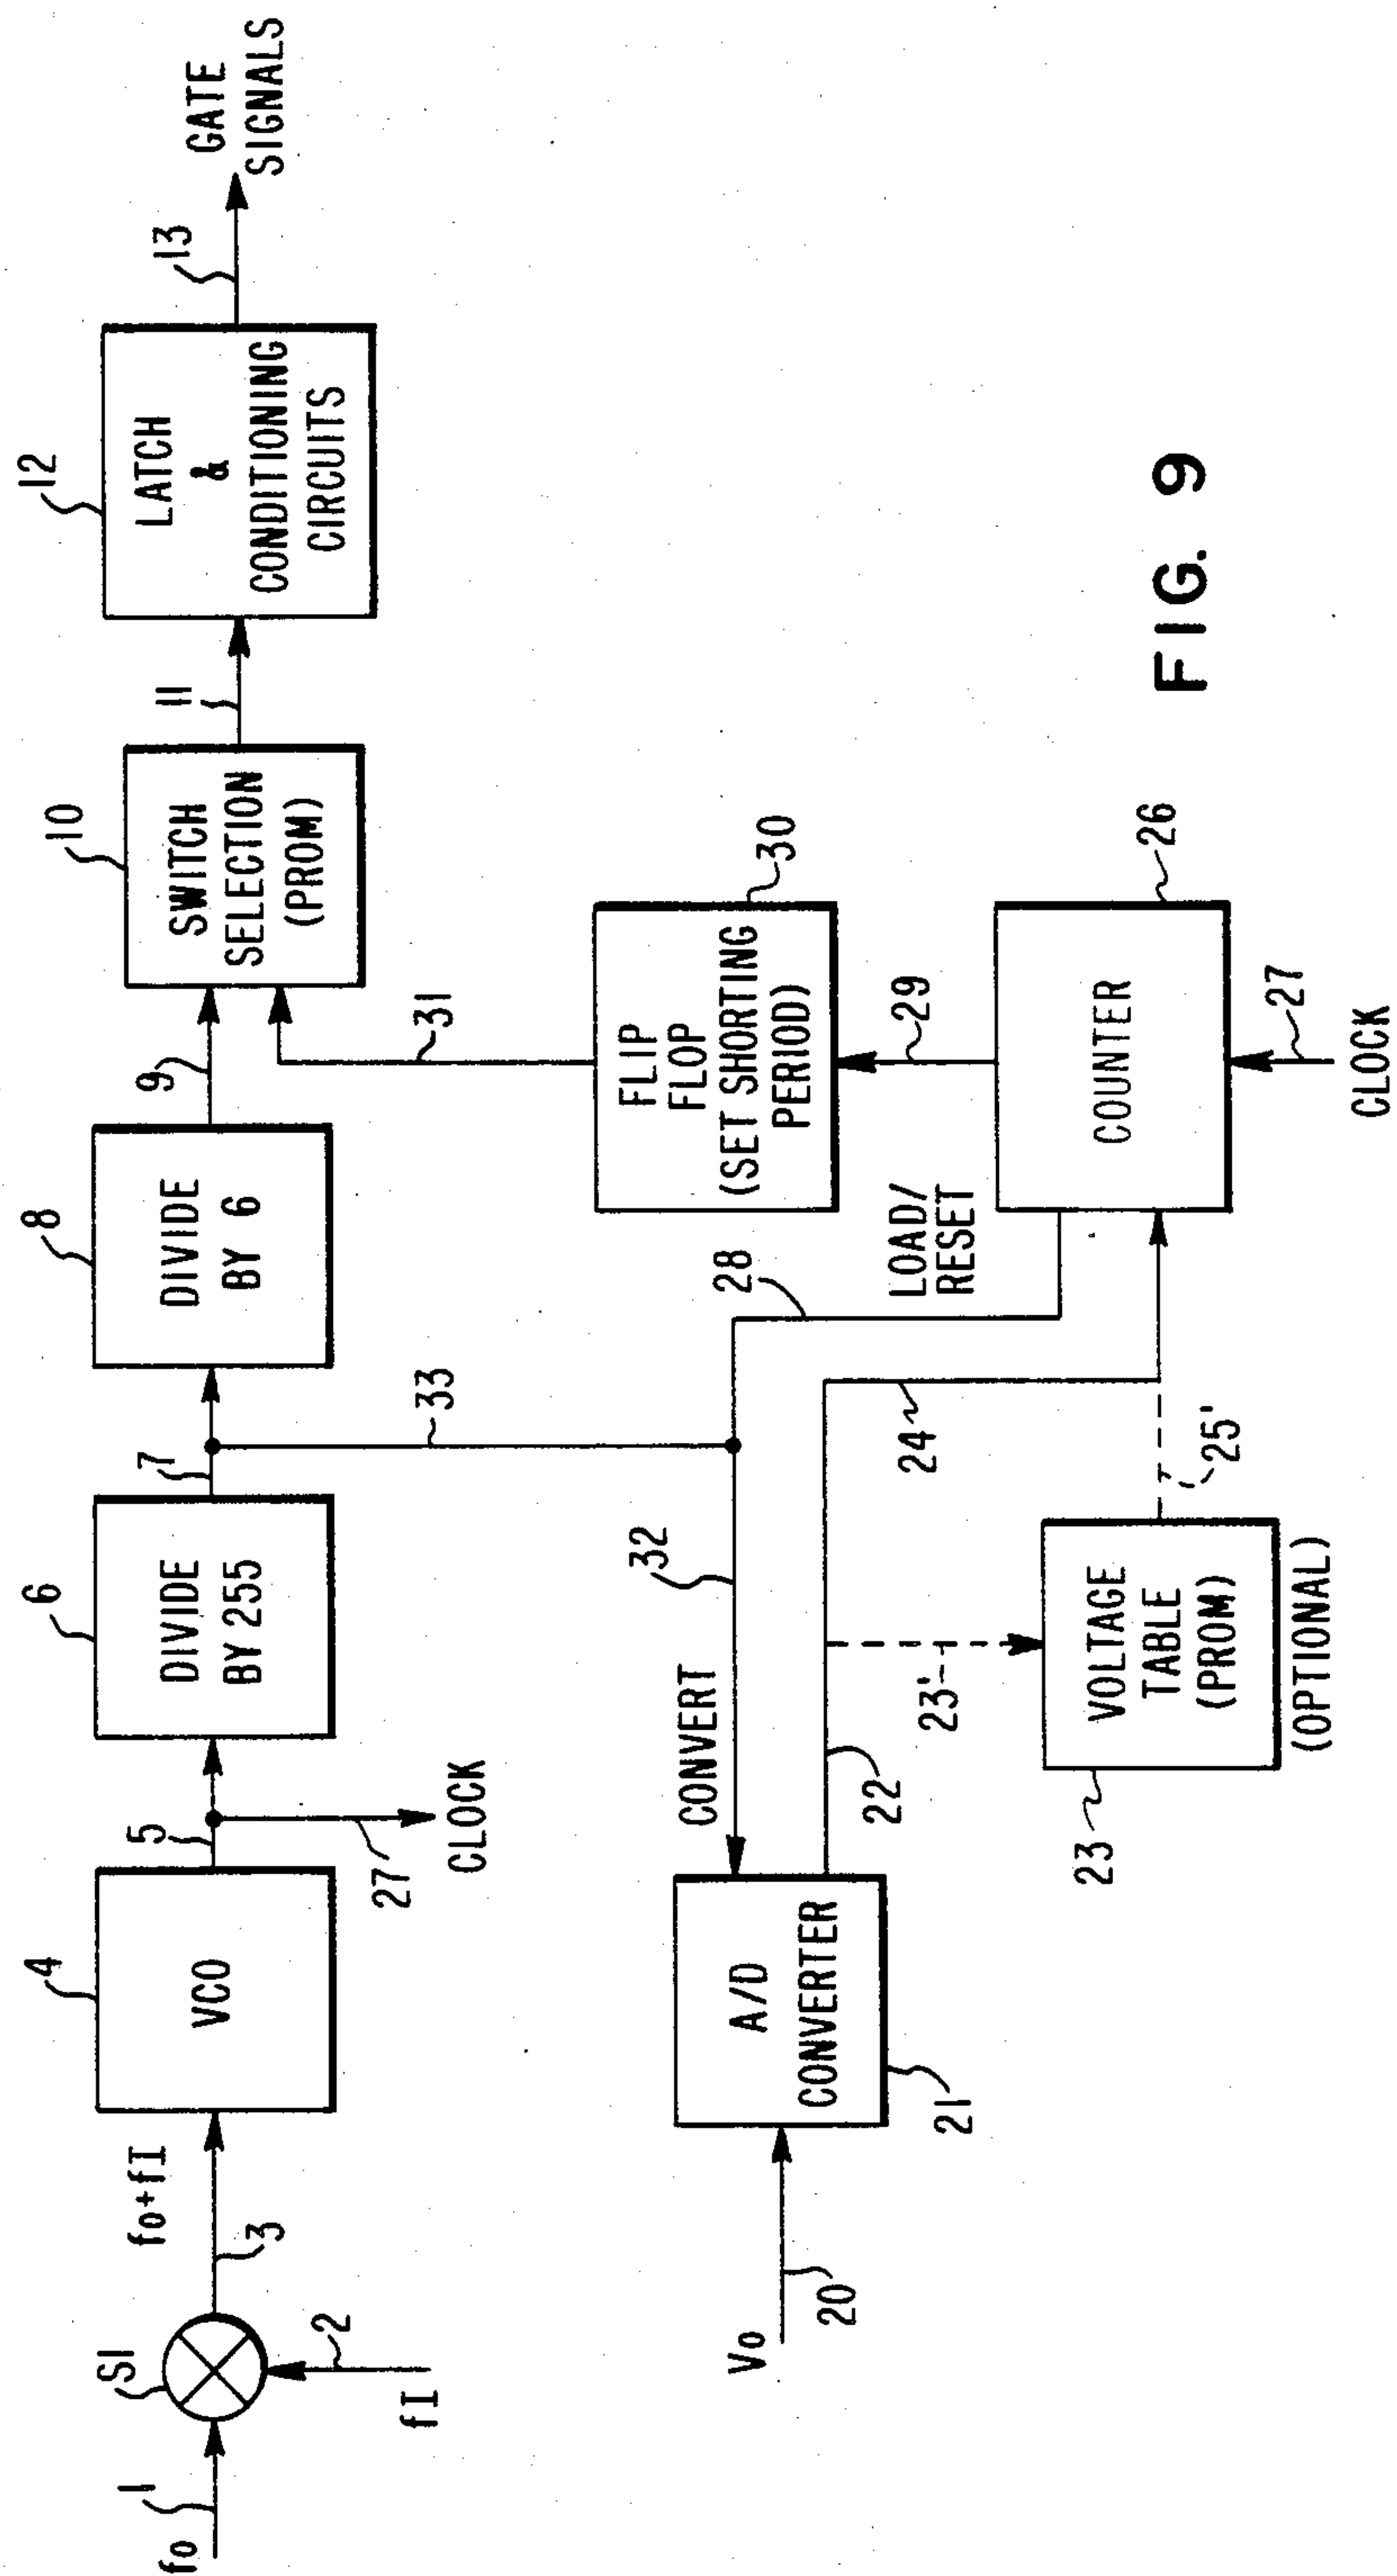 f0
1
S1
2
fI
f0+fI
3
4
VCO
5
27
CLOCK
6
DIVIDE
BY 255
7
33
8
DIVIDE
BY 6
9
10
SWITCH
SELECTION
(PROM)
11
12
LATCH
&
CONDITIONING
CIRCUITS
13
GATE
SIGNALS
V0
20
A/D
CONVERTER
21
CONVERT
32
22
23'
23
VOLTAGE
TABLE
(PROM)
(OPTIONAL)
25'
24
28
LOAD/
RESET
COUNTER
26
27
CLOCK
29
FLIP
FLOP
(SET SHORTING
PERIOD)
30
31
FIG. 9